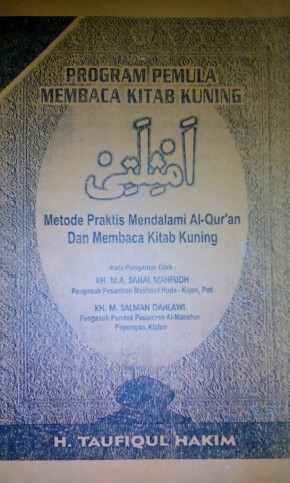 PROGRAM PEMULA
MEMBACA KITAB KUNING
أمثلتي
Metode Praktis Mendalami Al-Qur'an
Dan Membaca Kitab Kuning
Kata Pengantar Oleh :
KH. M.A. SAHAL MAHFUDH
Pengasuh Pesantren Maslakul Huda - Kajen, Pati
KH. M. SALMAN DAHLAWI
Pengasuh Pondok Pesantren Al-Manshur
Popongan, Klaten
H. TAUFIQUL HAKIM